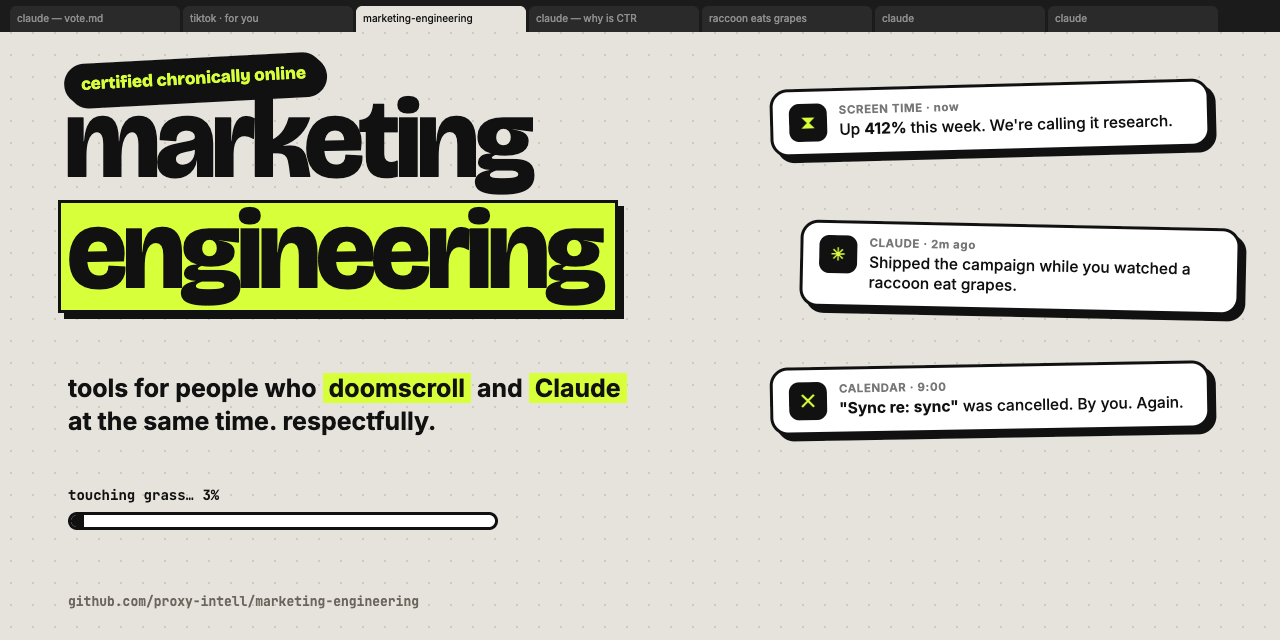 claude — vote.md
tiktok · for you
marketing-engineering
claude — why is CTR
raccoon eats grapes
claude
claude
certified chronically online
marketing
engineering
tools for people who doomscroll and Claude
at the same time. respectfully.
touching grass… 3%
github.com/proxy-intell/marketing-engineering
SCREEN TIME · now
Up 412% this week. We're calling it research.
CLAUDE · 2m ago
Shipped the campaign while you watched a
raccoon eat grapes.
CALENDAR · 9:00
"Sync re: sync" was cancelled. By you. Again.